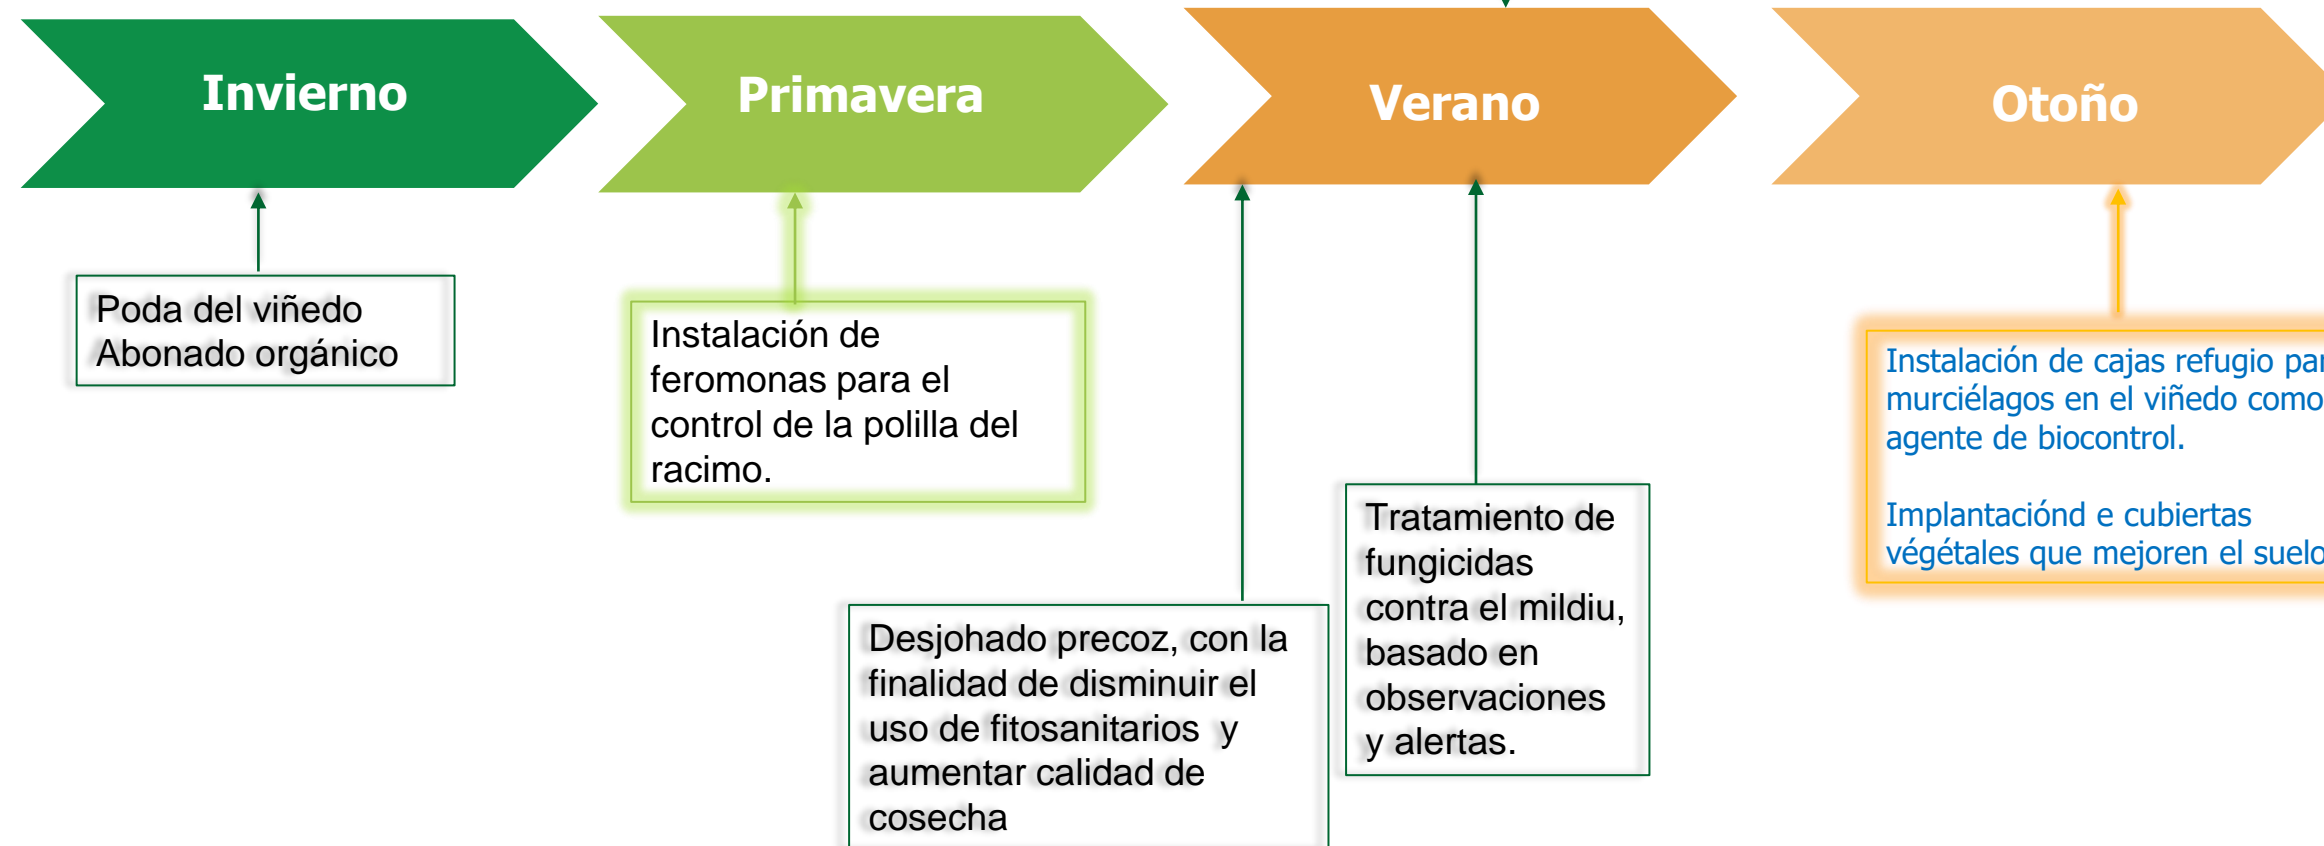 Invierno
Primavera
Verano
Otoño
Poda del viñedo
Abonado orgánico
Instalación de
feromonas para el
control de la polilla del
racimo.
Desjohado precoz, con la
finalidad de disminuir el
uso de fitosanitarios y
aumentar calidad de
cosecha
Tratamiento de
fungicidas
contra el mildiu,
basado en
observaciones
y alertas.
Instalación de cajas refugio par
murciélagos en el viñedo como
agente de biocontrol.
Implantaciónd e cubiertas
végétales que mejoren el suelo